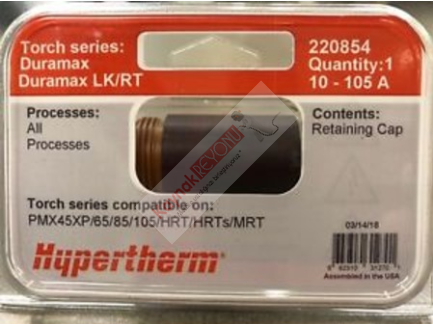 Torch series:
Duramax
Duramax LK/RT
220854
Quantity:1
10 - 105 A
Processes:
All
Processes
Contents:
Retaining Cap
KaynakREYONU
Torch series compatible on:
PMX45XP/65/85/105/HRT/HRTs/MRT
03/14/18
Hypertherm®
Assembled in the USA